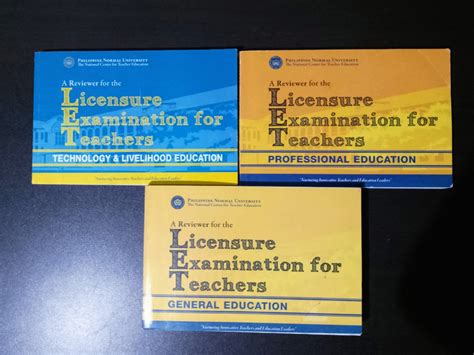 PHILIPPINE NORMAL UNIVERSITY
The National Center for Teacher Education
A Reviewer for the
Licensure
Examination for
Teachers
TECHNOLOGY & LIVELIHOOD EDUCATION
"Nurturing Innovative Teachers and Education Leaders"
PHILIPPINE NORMAL UNIVERSITY
The National Center for Teacher Education
A Reviewer for the
Licensure
Examination for
Teachers
PROFESSIONAL EDUCATION
"Nurturing Innovative Teachers and Education Leaders"
PHILIPPINE NORMAL UNIVERSITY
The National Center for Teacher Education
A Reviewer for the
Licensure
Examination for
Teachers
GENERAL EDUCATION
"Nurturing Innovative Teachers and Education Leaders"